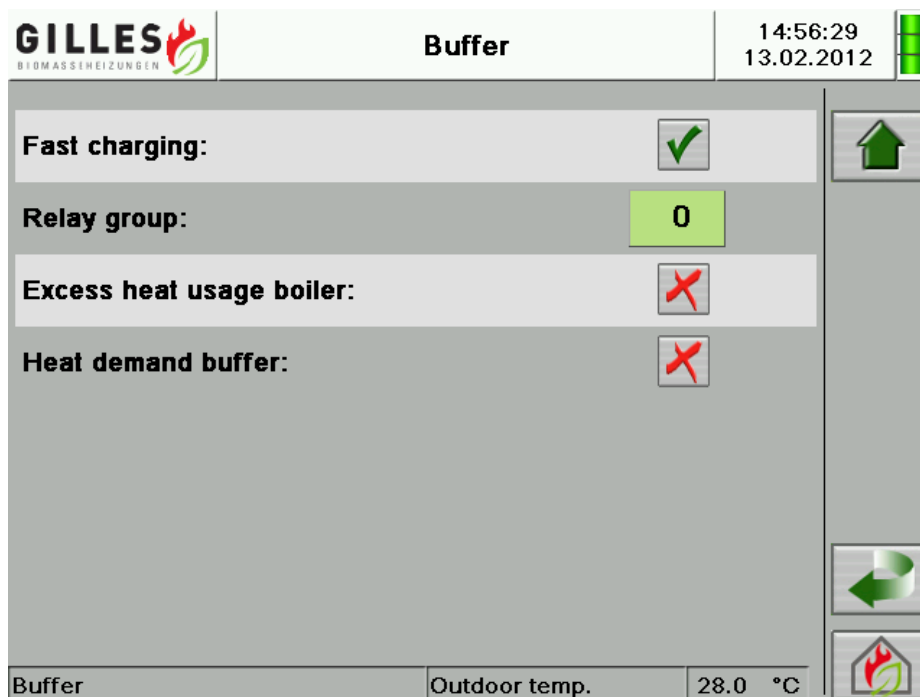 GILLES
BIOMASSEHEIZUNGEN
Buffer
14:56:29
13.02.2012
Fast charging:
Relay group:
0
Excess heat usage boiler:
Heat demand buffer:
Buffer
Outdoor temp.
28.0 °C